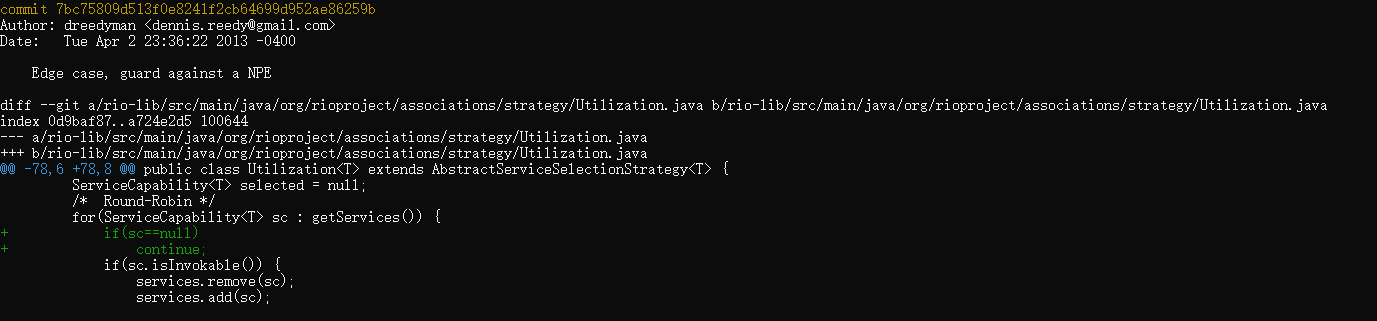 commit 7bc75809d513f0e8241f2cb64699d952ae86259b
Author: dreedyman <dennis.reedy@gmail.com>
Date:   Tue Apr 2 23:36:22 2013 -0400

    Edge case, guard against a NPE

diff --git a/rio-lib/src/main/java/org/rioproject/associations/strategy/Utilization.java b/rio-lib/src/main/java/org/rioproject/associations/strategy/Utilization.java
index 0d9baf87..a724e2d5 100644
--- a/rio-lib/src/main/java/org/rioproject/associations/strategy/Utilization.java
+++ b/rio-lib/src/main/java/org/rioproject/associations/strategy/Utilization.java
@@ -78,6 +78,8 @@ public class Utilization<T> extends AbstractServiceSelectionStrategy<T> {
         ServiceCapability<T> selected = null;
         /*  Round-Robin */
         for(ServiceCapability<T> sc : getServices()) {
+            if(sc==null)
+                continue;
             if(sc.isInvokable()) {
                 services.remove(sc);
                 services.add(sc);